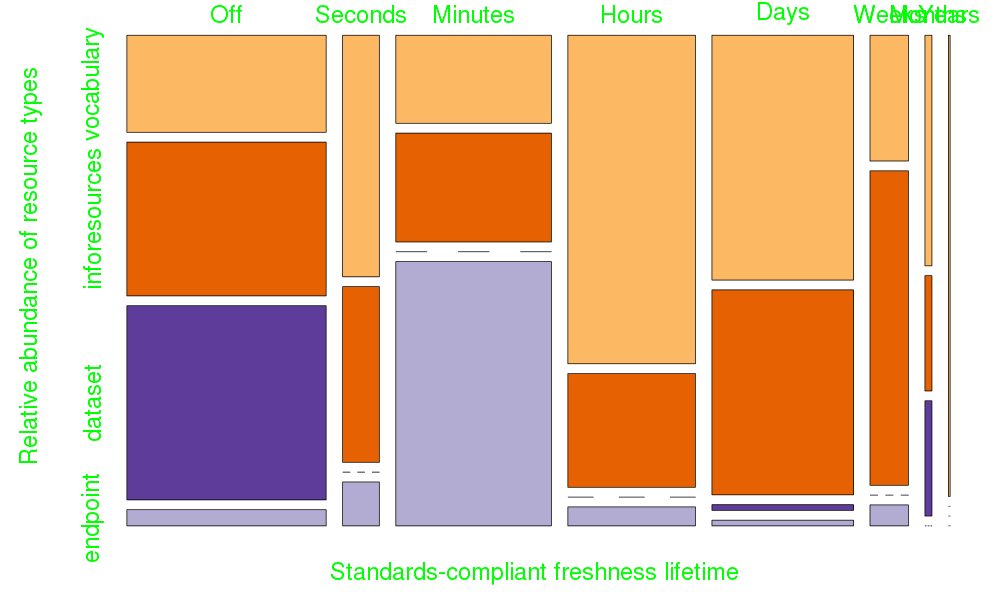 Off Seconds Minutes Hours Days Weeks Months Years
Relative abundance of resource types
vocabulary
inforesources
dataset
endpoint
Standards-compliant freshness lifetime